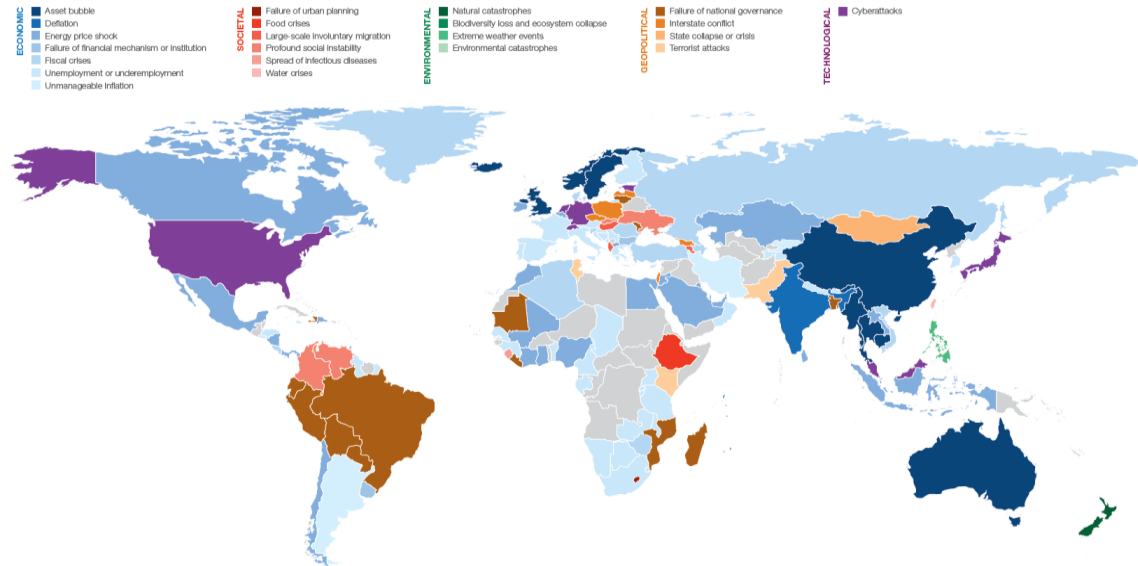 ECONOMIC
Asset bubble
Deflation
Energy price shock
Failure of financial mechanism or institution
Fiscal crises
Unemployment or underemployment
Unmanageable inflation
SOCIETAL
Failure of urban planning
Food crises
Large-scale involuntary migration
Profound social instability
Spread of infectious diseases
Water crises
ENVIRONMENTAL
Natural catastrophes
Biodiversity loss and ecosystem collapse
Extreme weather events
Environmental catastrophes
GEOPOLITICAL
Failure of national governance
Interstate conflict
State collapse or crisis
Terrorist attacks
TECHNOLOGICAL
Cyberattacks